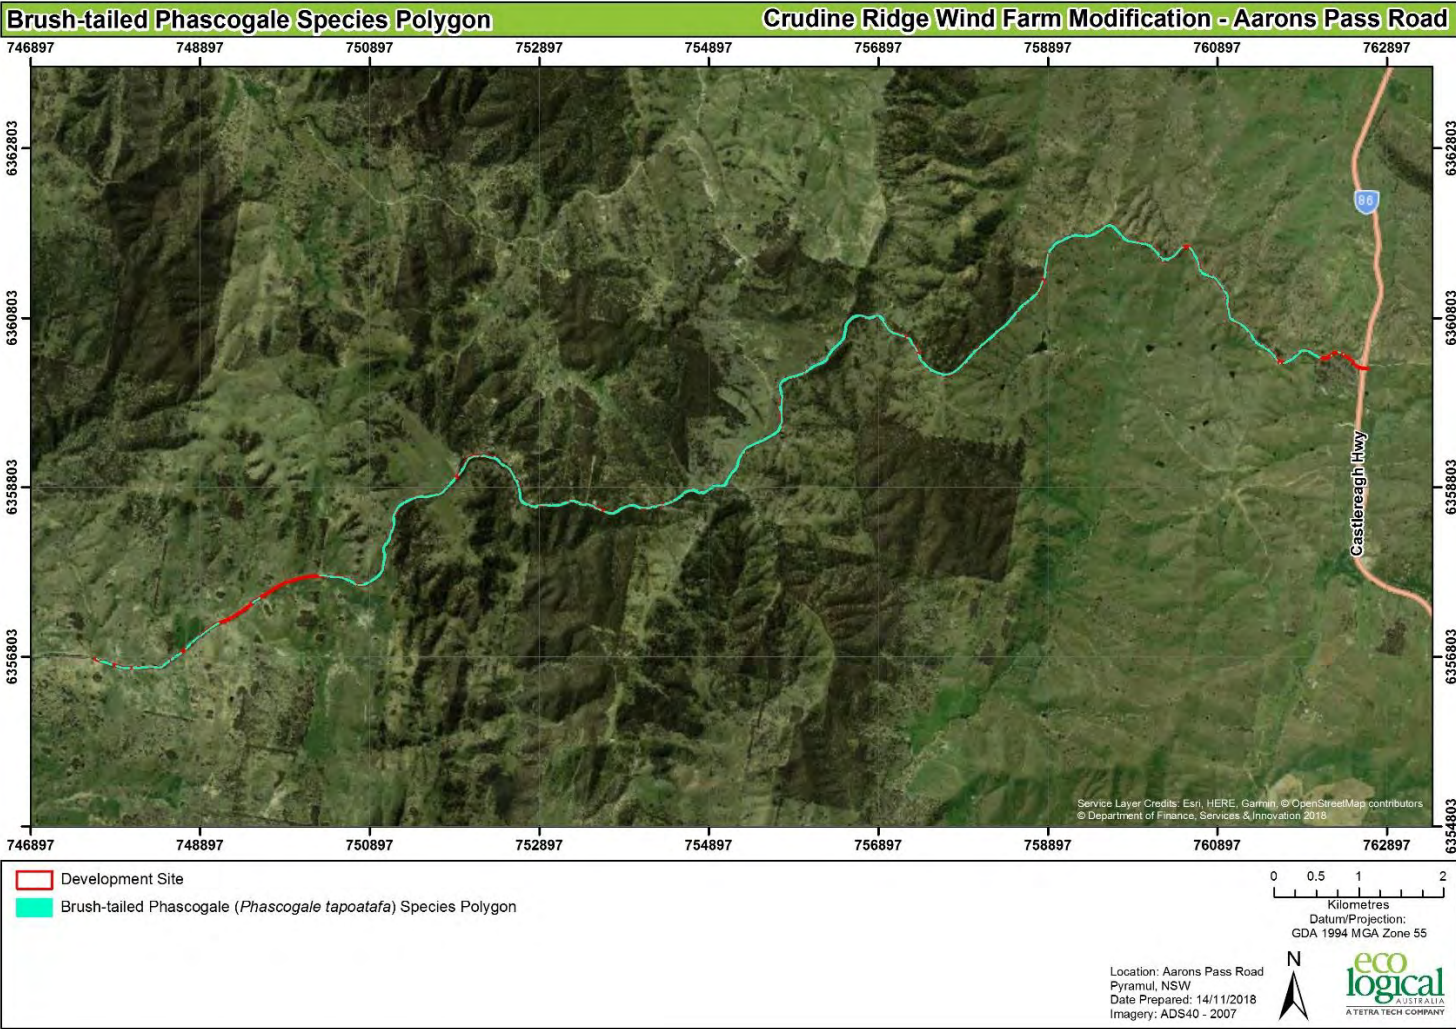 Brush-tailed Phascogale Species Polygon
Crudine Ridge Wind Farm Modification - Aarons Pass Road
746897 748897 750897 752897 754897 756897 758897 760897 762897
6362803
6362803
86
6360803
6360803
Castlereagh Hwy
6358803
6358803
6356803
6356803
Service Layer Credits: Esri, HERE, Garmin, © OpenStreetMap contributors
© Department of Finance, Services & Innovation 2018
6354803
746897 748897 750897 752897 754897 756897 758897 760897 762897
Development Site
Brush-tailed Phascogale (Phascogale tapoatafa) Species Polygon
0 0.5 1 2
Kilometres
Datum/Projection:
GDA 1994 MGA Zone 55
N
Location: Aarons Pass Road
Pyramul, NSW
Date Prepared: 14/11/2018
Imagery: ADS40 - 2007
eco
logical
AUSTRALIA
A TETRA TECH COMPANY